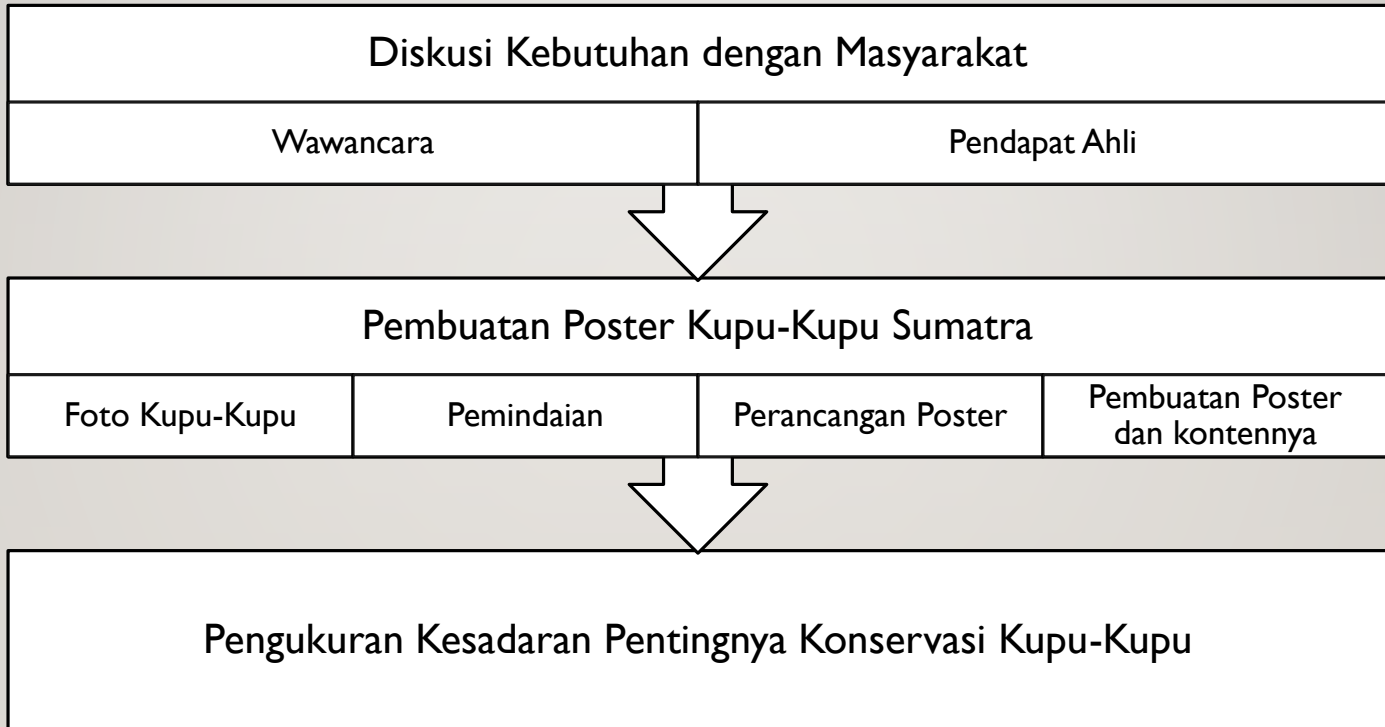 Diskusi Kebutuhan dengan Masyarakat
Wawancara
Pendapat Ahli
Pembuatan Poster Kupu-Kupu Sumatra
Foto Kupu-Kupu
Pemindaian
Perancangan Poster
Pembuatan Poster
dan kontennya
Pengukuran Kesadaran Pentingnya Konservasi Kupu-Kupu